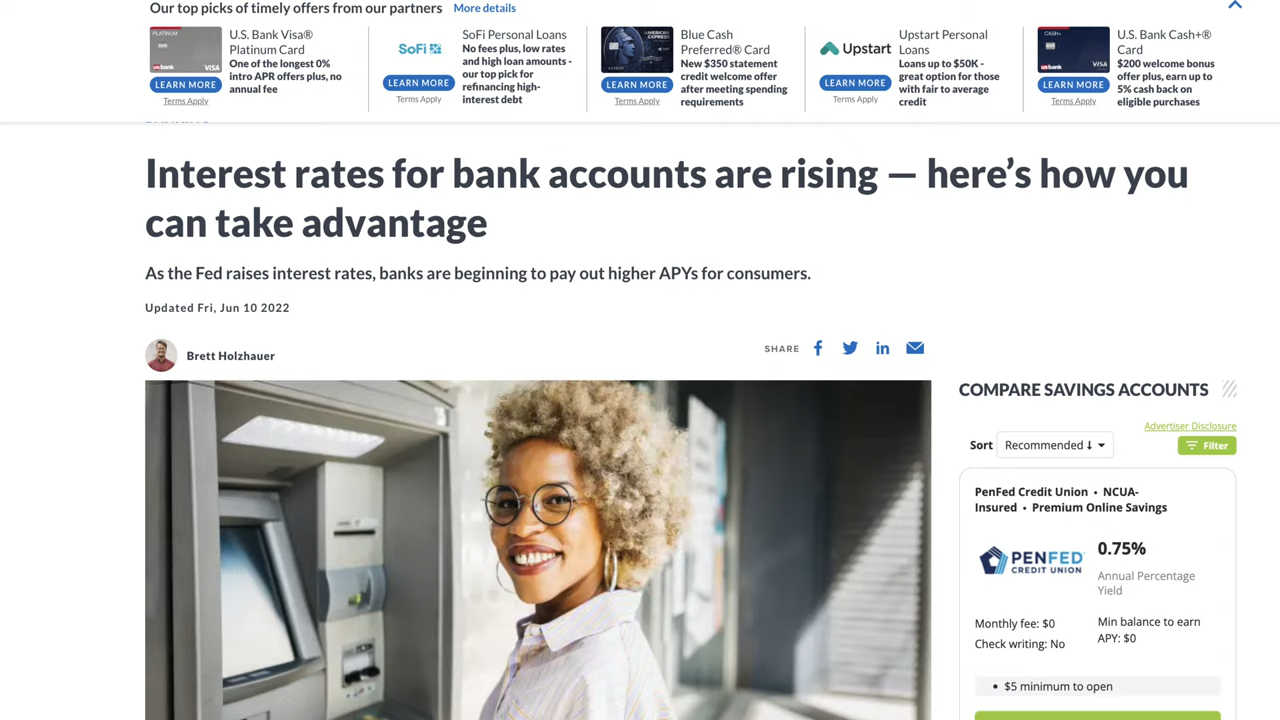 Our top picks of timely offers from our partners More details
PLATINUM
usbank
VISA
LEARN MORE
Terms Apply
U.S. Bank Visa®
Platinum Card
One of the longest 0%
intro APR offers plus, no
annual fee
SoFi
LEARN MORE
Terms Apply
SoFi Personal Loans
No fees plus, low rates
and high loan amounts -
our top pick for
refinancing high-
interest debt
AMERICAN
EXPRESS
LEARN MORE
Terms Apply
Blue Cash
Preferred® Card
New $350 statement
credit welcome offer
after meeting spending
requirements
Upstart
LEARN MORE
Terms Apply
Upstart Personal
Loans
Loans up to $50K -
great option for those
with fair to average
credit
CASH+
usbank
VISA
LEARN MORE
Terms Apply
U.S. Bank Cash+®
Card
$200 welcome bonus
offer plus, earn up to
5% cash back on
eligible purchases
Interest rates for bank accounts are rising — here’s how you
can take advantage
As the Fed raises interest rates, banks are beginning to pay out higher APYs for consumers.
Updated Fri, Jun 10 2022
Brett Holzhauer
SHARE
COMPARE SAVINGS ACCOUNTS
Advertiser Disclosure
Sort Recommended ↓
Filter
PenFed Credit Union • NCUA-
Insured • Premium Online Savings
PENFED
CREDIT UNION
0.75%
Annual Percentage
Yield
Monthly fee: $0
Check writing: No
Min balance to earn
APY: $0
• $5 minimum to open